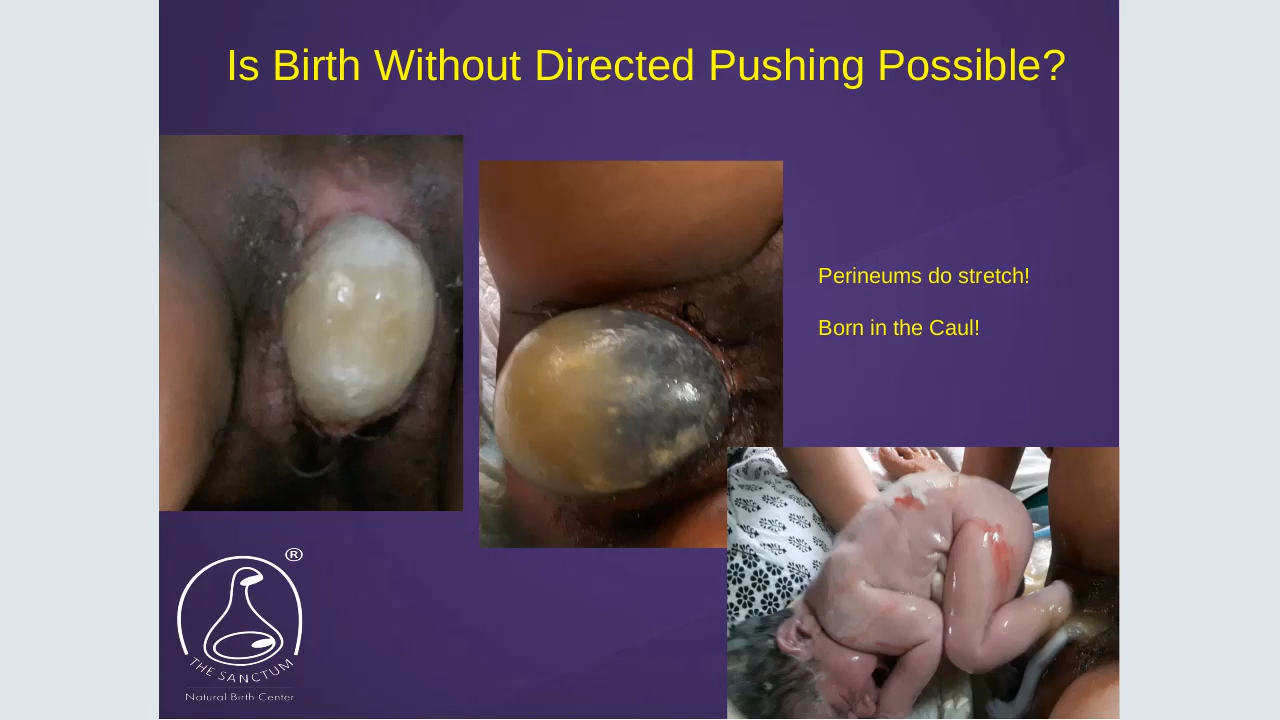 Is Birth Without Directed Pushing Possible?
Perineums do stretch!
Born in the Caul!
®
THE SANCTUM
Natural Birth Center